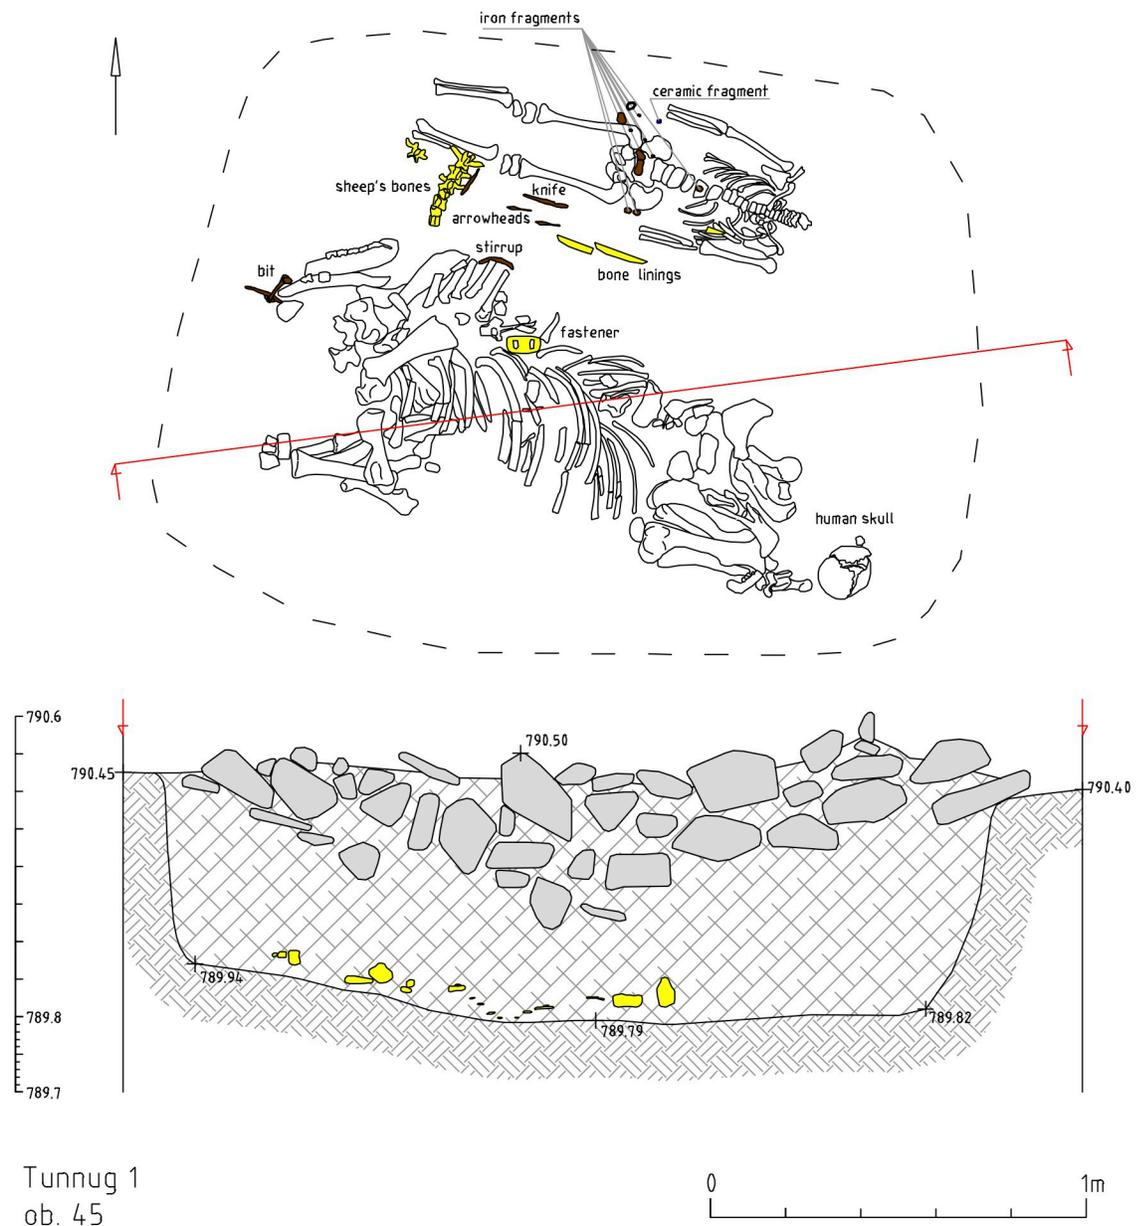 iron fragments
ceramic fragment
sheep's bones
knife
arrowheads
stirrup
bone linings
bit
fastener
human skull
790.6
790.50
790.45
790.40
789.94
789.8
789.79
789.82
789.7
Tunnug 1
ob. 45
0 1m